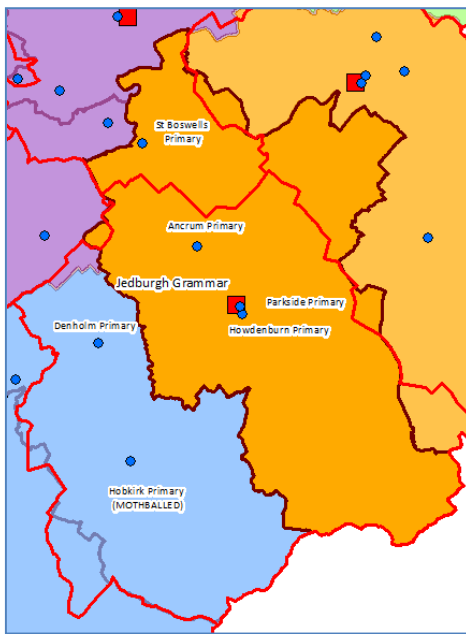 St Boswells
Primary
Ancrum Primary
Jedburgh Grammar
Parkside Primary
Denholm Primary
Howdenburn Primary
Hobkirk Primary
(MOTHBALLED)